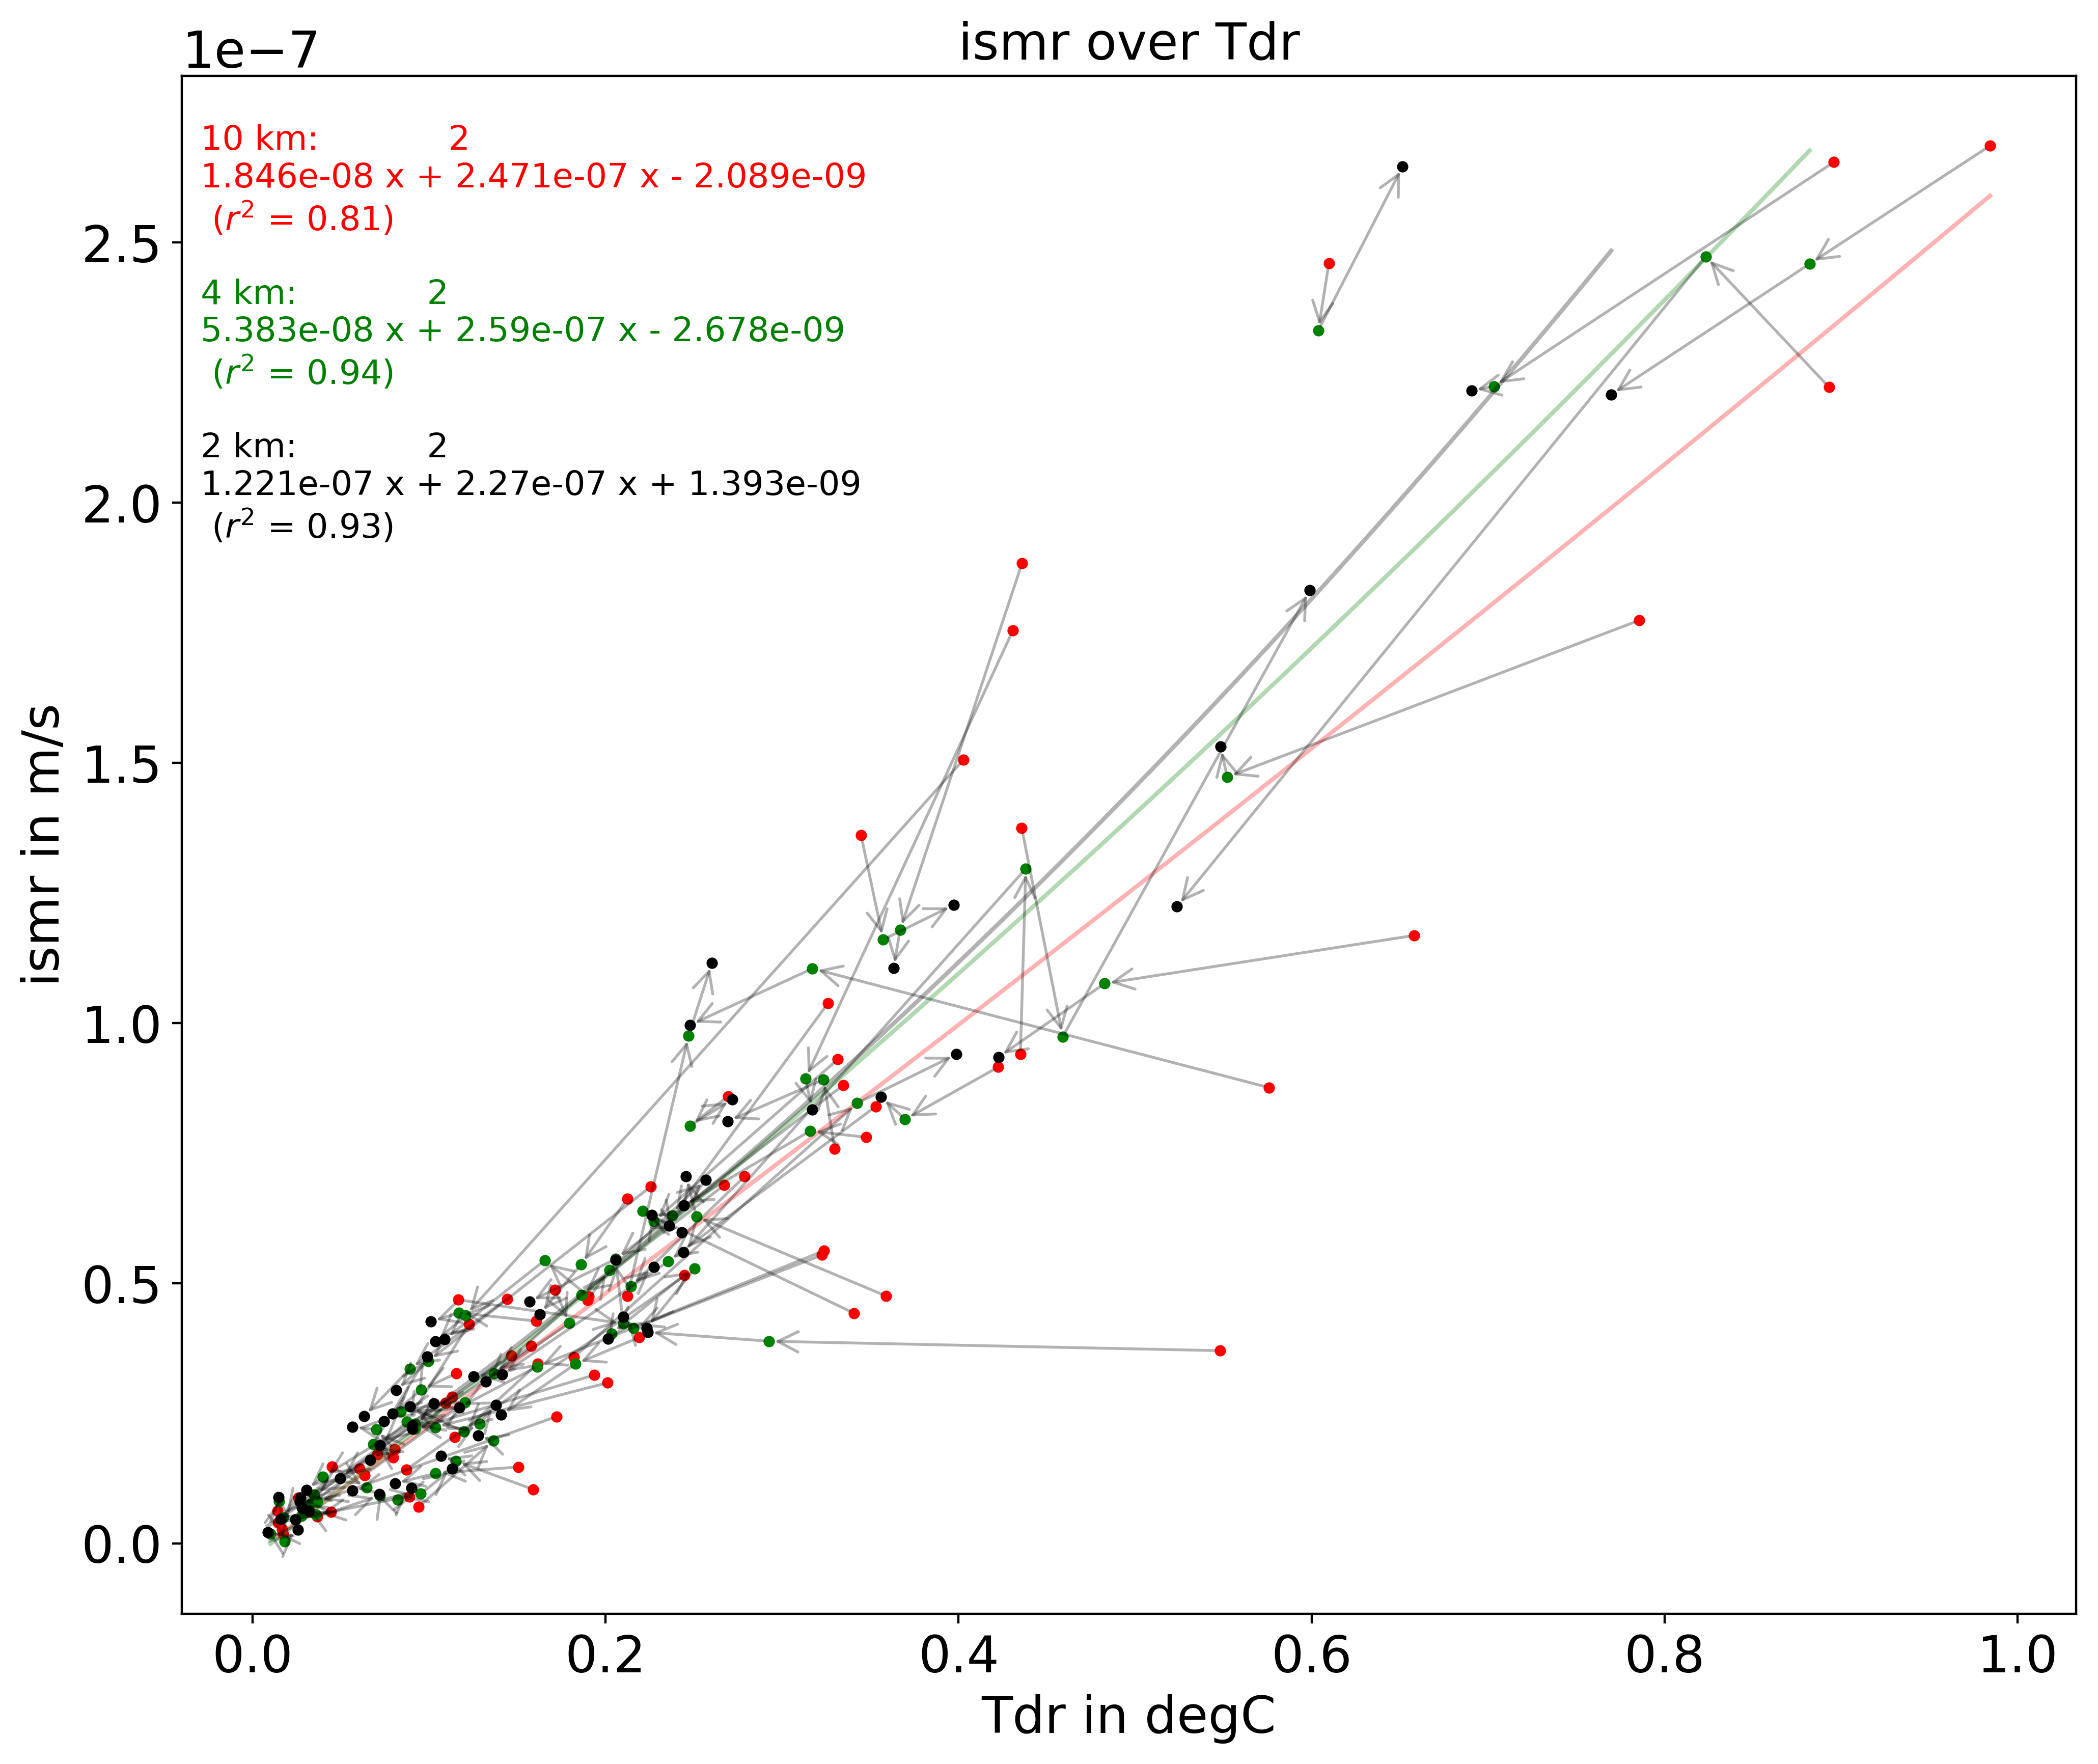 ismr over Tdr
1e−7
10 km: 2
1.846e-08 x + 2.471e-07 x - 2.089e-09
(r² = 0.81)
4 km: 2
5.383e-08 x + 2.59e-07 x - 2.678e-09
(r² = 0.94)
2 km: 2
1.221e-07 x + 2.27e-07 x + 1.393e-09
(r² = 0.93)
2.5
2.0
1.5
1.0
0.5
0.0
ismr in m/s
0.0 0.2 0.4 0.6 0.8 1.0
Tdr in degC